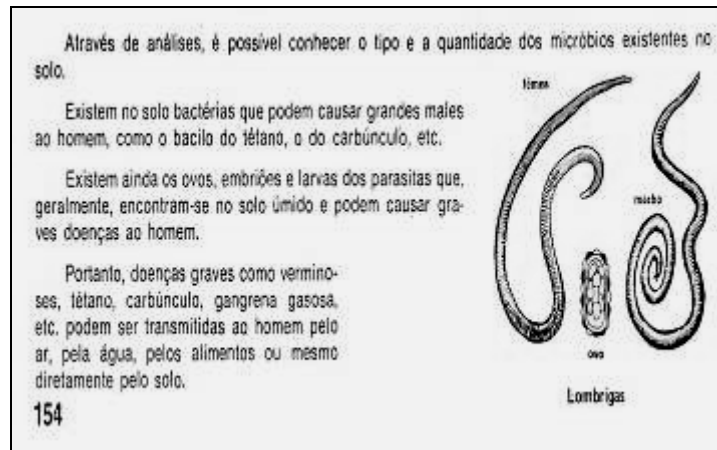 Através de análises, é possível conhecer o tipo e a quantidade dos micróbios existentes no
solo.
Existem no solo bactérias que podem causar grandes males
ao homem, como o bacilo do tétano, o do carbúnculo, etc.
Existem ainda os ovos, embriões e larvas dos parasitas que,
geralmente, encontram-se no solo úmido e podem causar gra-
ves doenças ao homem.
Portanto, doenças graves como vermino-
ses, tétano, carbúnculo, gangrena gasosa,
etc. podem ser transmitidas ao homem pelo
ar, pela água, pelos alimentos ou mesmo
diretamente pelo solo.
154
fêmea
macho
ovo
Lombrigas